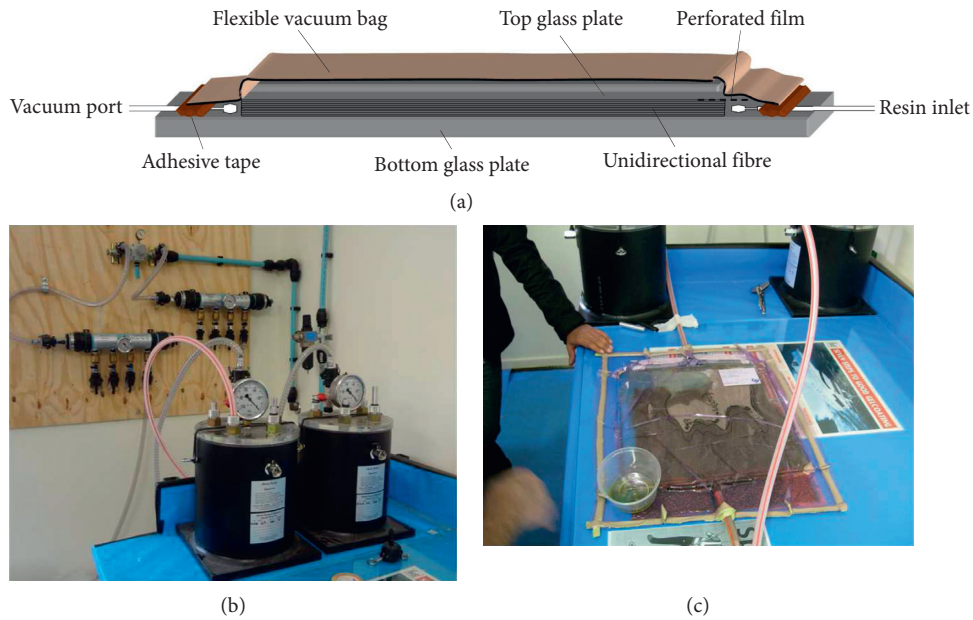 Flexible vacuum bag
Top glass plate
Perforated film
Vacuum port
Resin inlet
Adhesive tape
Bottom glass plate
Unidirectional fibre
(a)
(b)
(c)